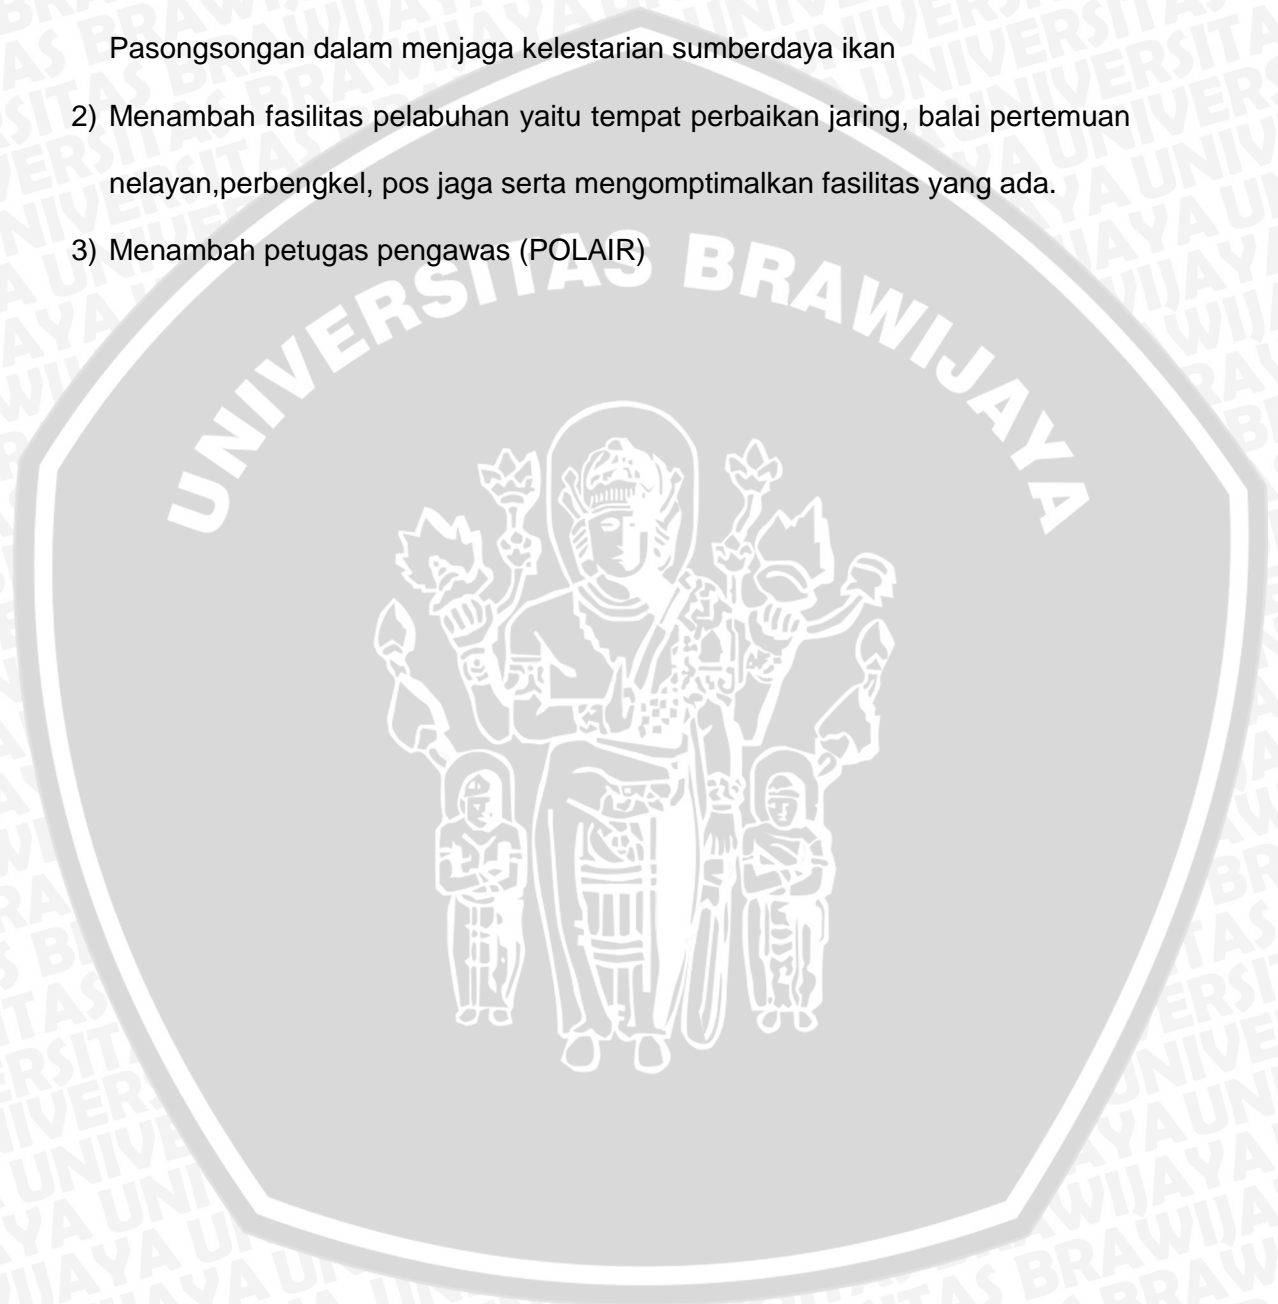 Pasongsongan dalam menjaga kelestarian sumberdaya ikan
2) Menambah fasilitas pelabuhan yaitu tempat perbaikan jaring, balai pertemuan
nelayan,perbengkel, pos jaga serta mengomptimalkan fasilitas yang ada.
3) Menambah petugas pengawas (POLAIR)
UNIVERSITAS BRAWIJAYA